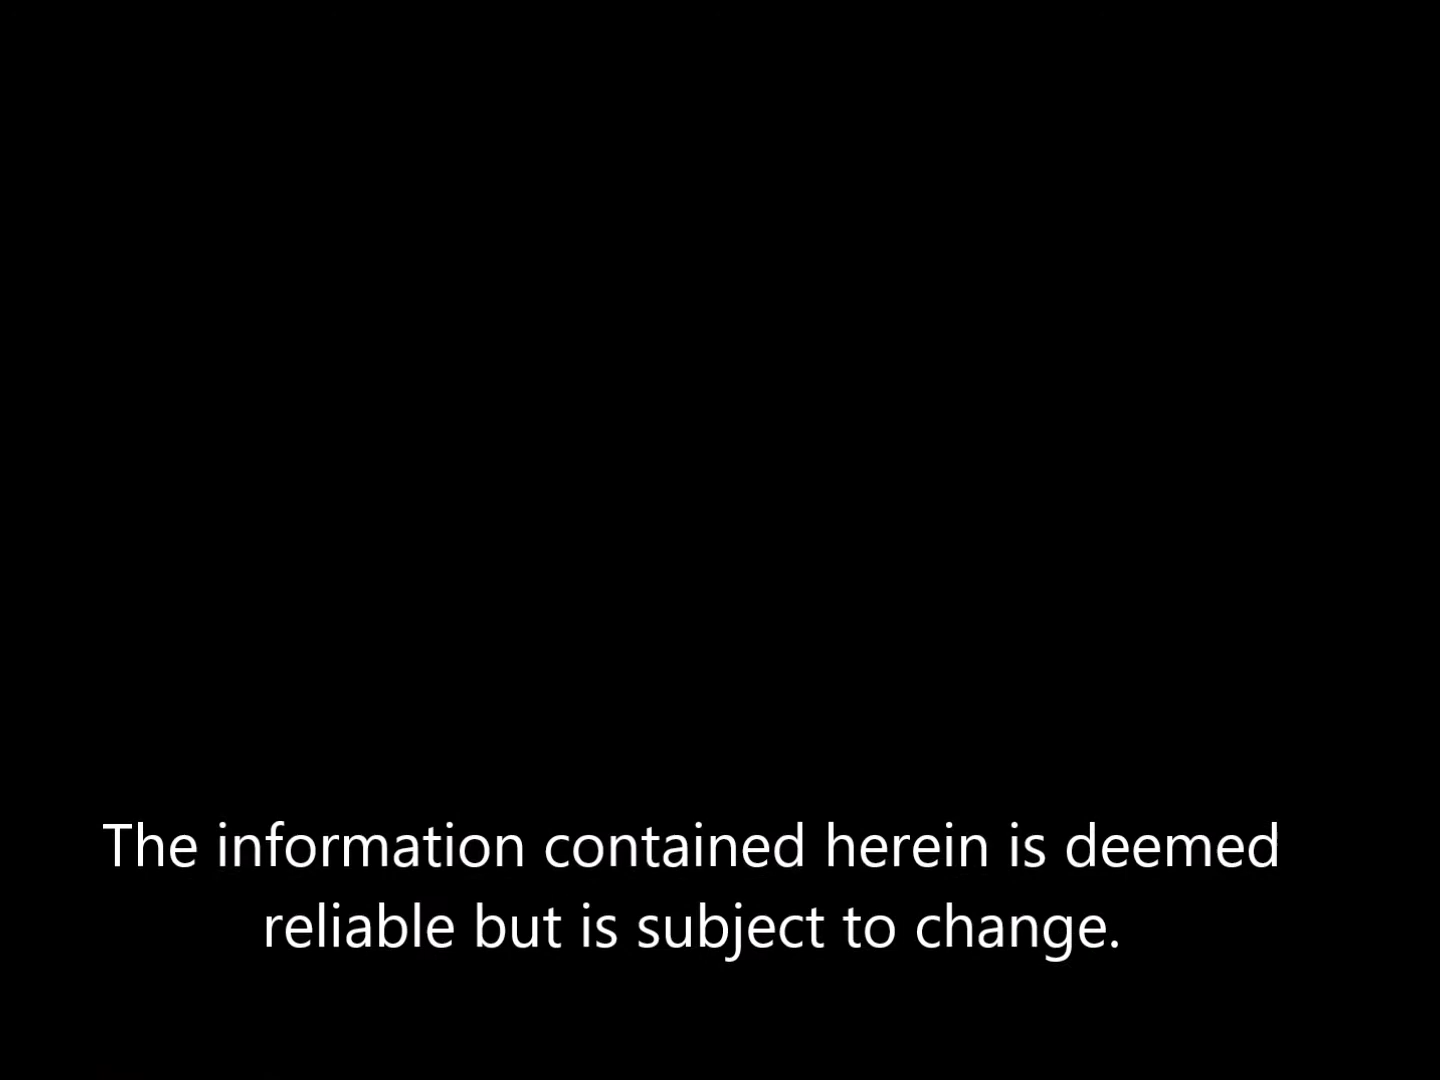 The information contained herein is deemed
reliable but is subject to change.